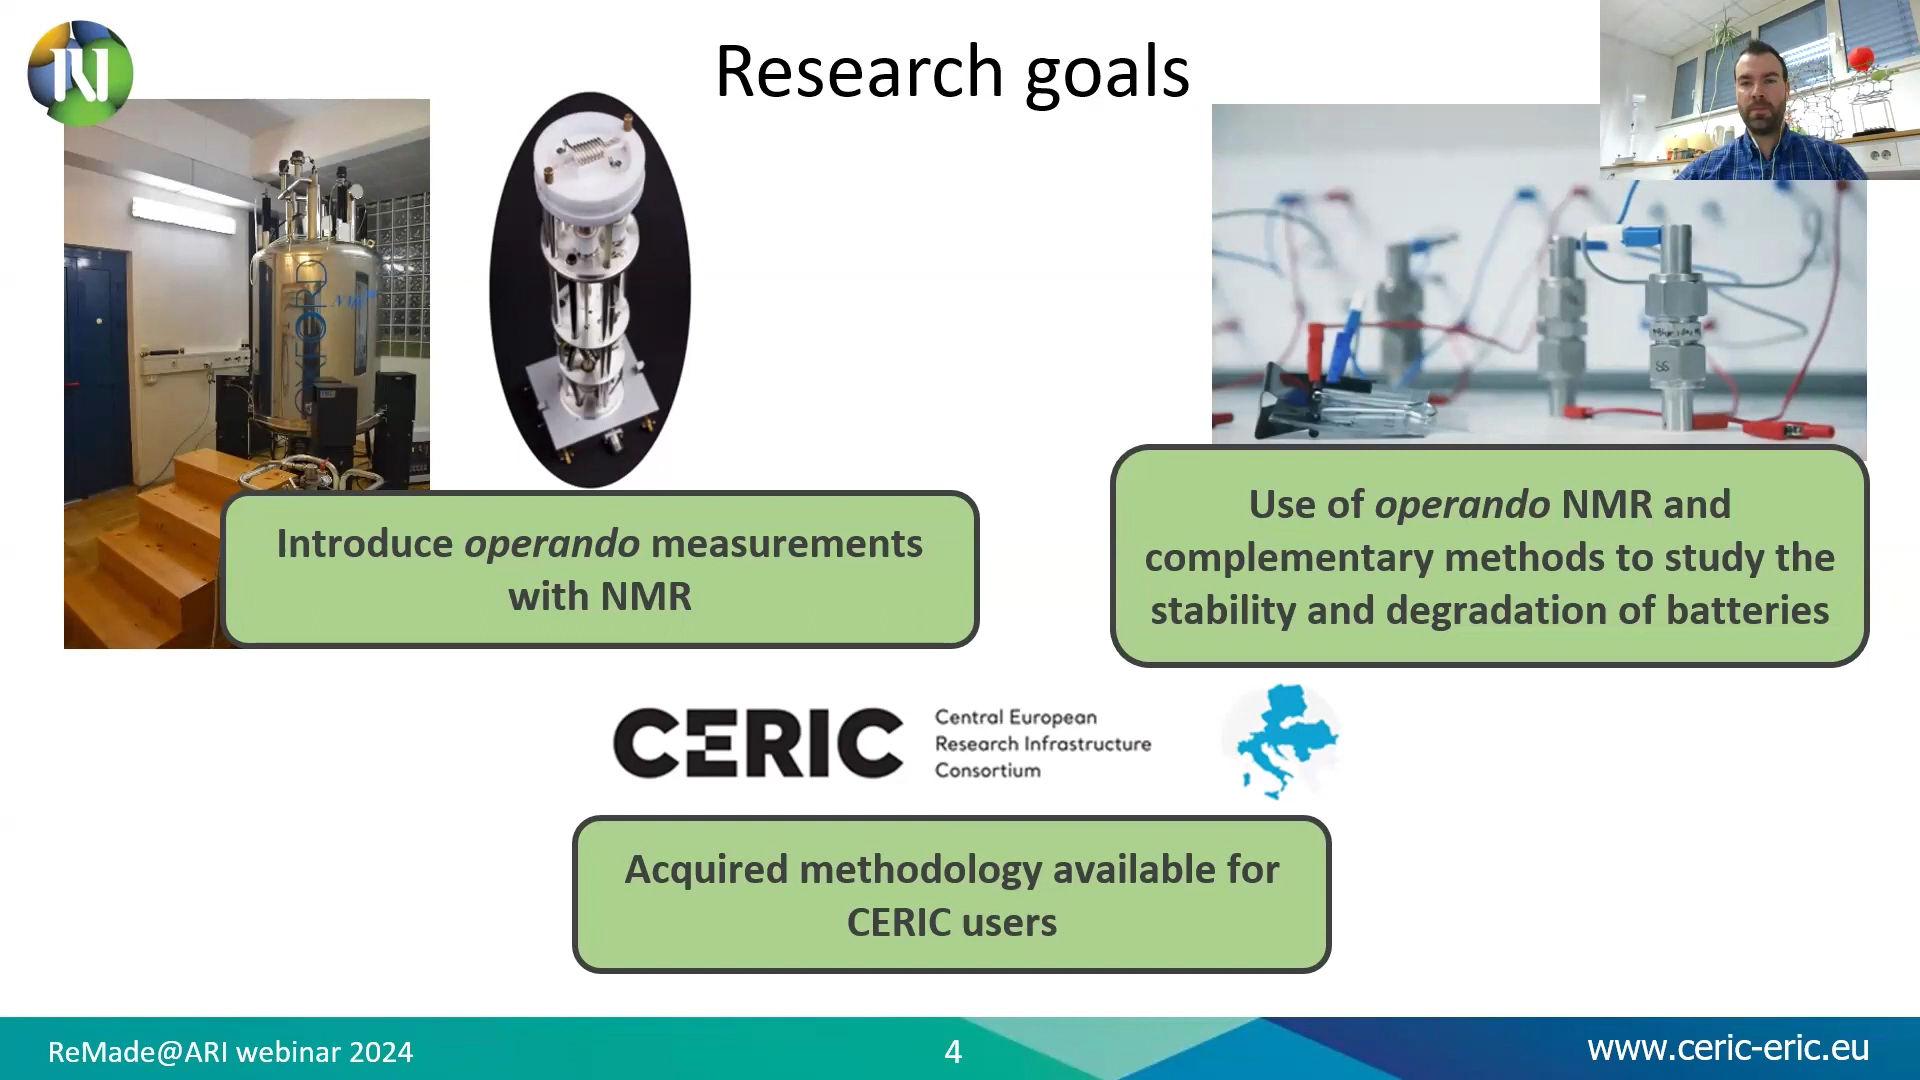 Research goals
Introduce operando measurements
with NMR
Use of operando NMR and
complementary methods to study the
stability and degradation of batteries
CERIC
Central European
Research Infrastructure
Consortium
Acquired methodology available for
CERIC users
ReMade@ARI webinar 2024
4
www.ceric-eric.eu